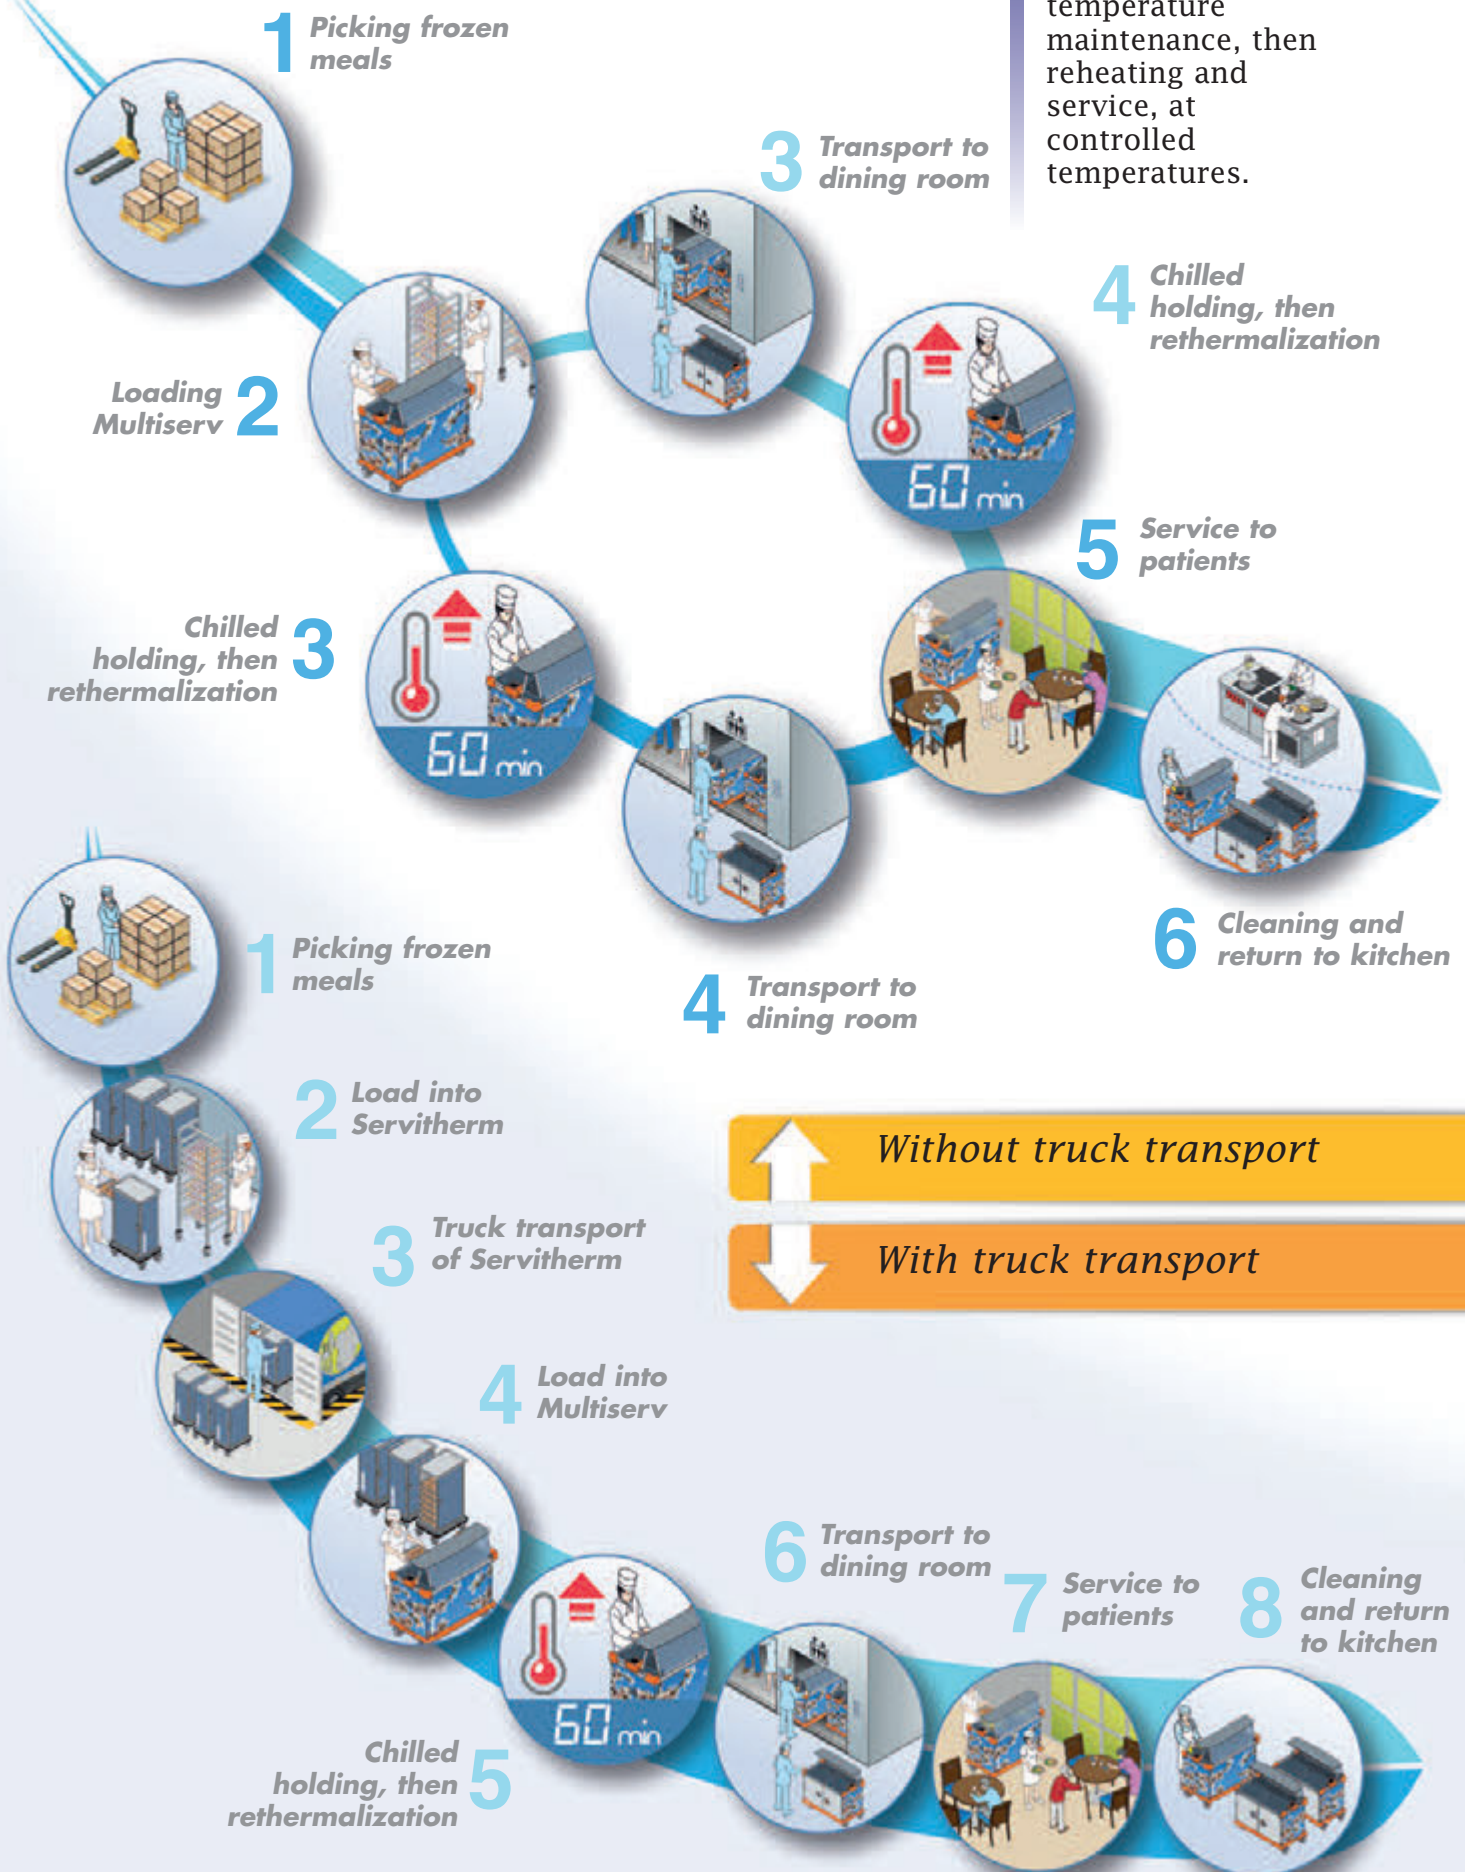 temperature
maintenance, then
reheating and
service, at
controlled
temperatures.
1 Picking frozen
meals
Loading 2
Multiserv
3 Transport to
dining room
4 Chilled
holding, then
rethermalization
60 min
Chilled
holding, then 3
rethermalization
60 min
4 Transport to
dining room
5 Service to
patients
6 Cleaning and
return to kitchen
Without truck transport
With truck transport
1 Picking frozen
meals
2 Load into
Servitherm
3 Truck transport
of Servitherm
4 Load into
Multiserv
Chilled
holding, then 5
rethermalization
60 min
6 Transport to
dining room
7 Service to
patients
8 Cleaning
and return
to kitchen